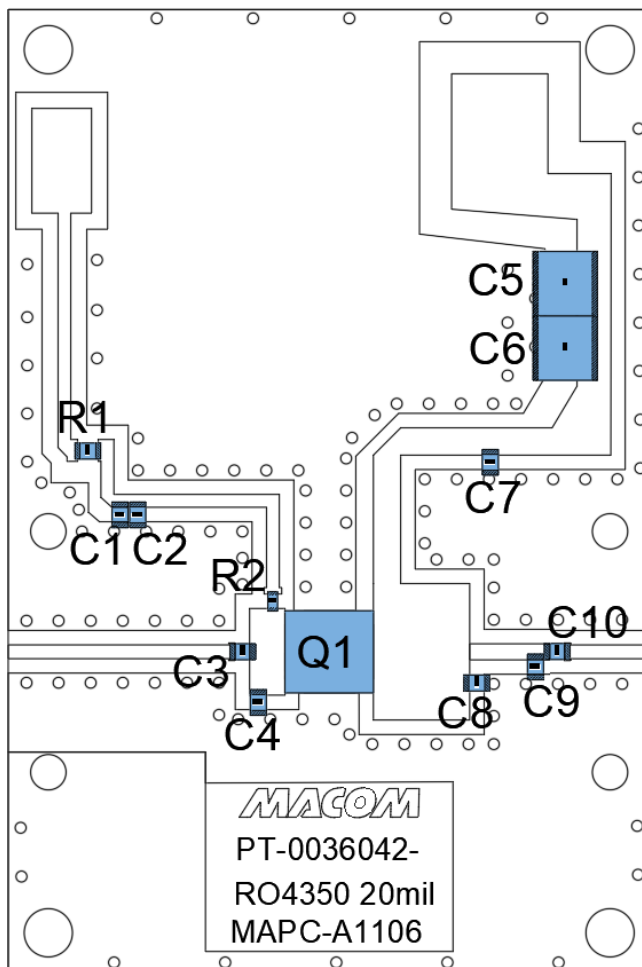 C5
C6
R1
C7
C1 C2
R2
C3
Q1
C10
C9
C8
C4
MACOM
PT-0036042-
RO4350 20mil
MAPC-A1106